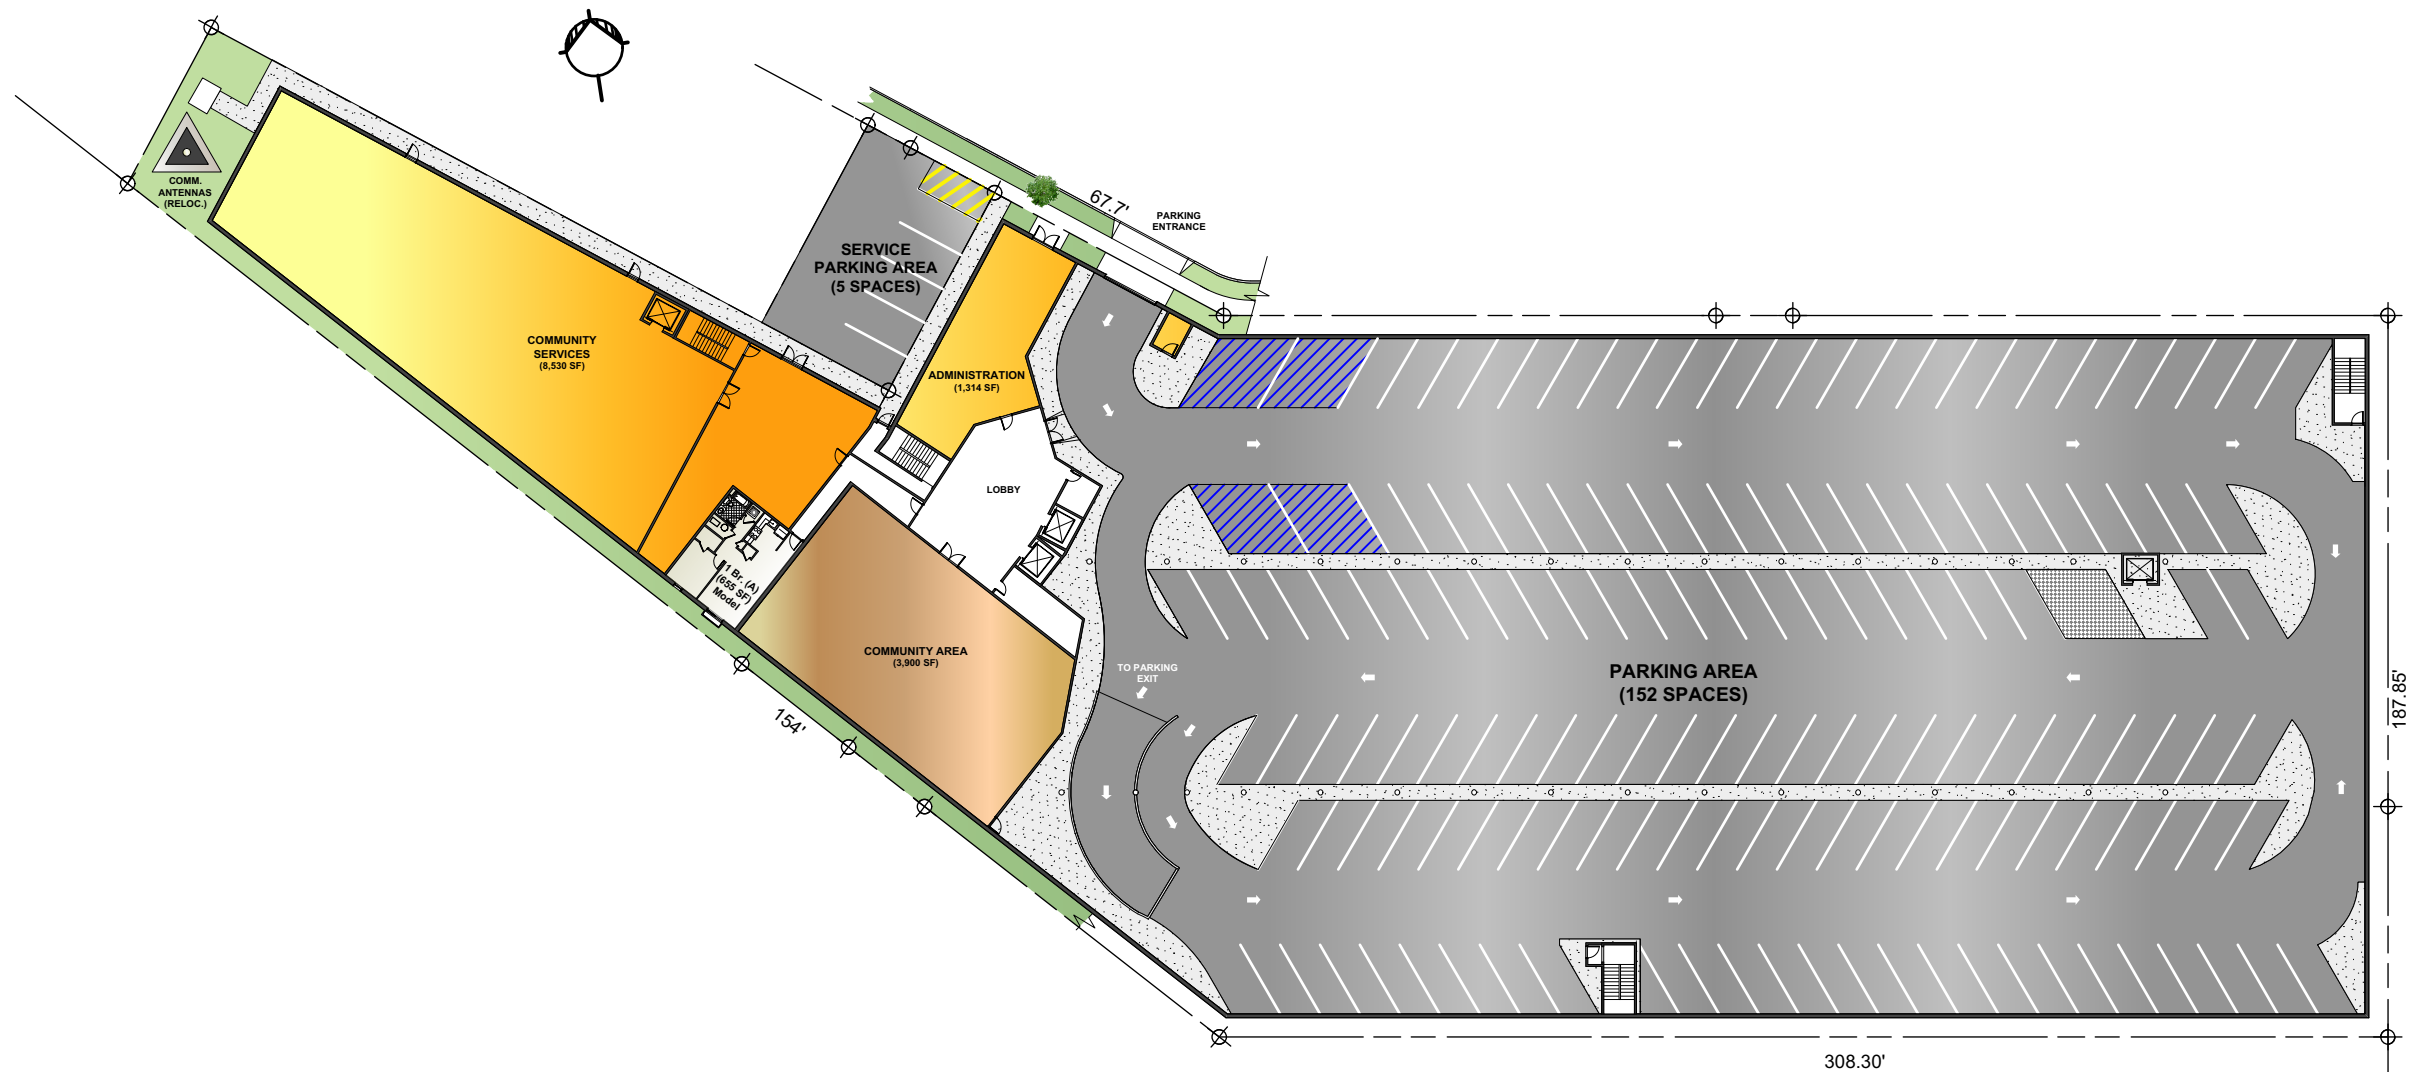 COMM.
ANTENNAS
(RELOC.)
67.7'
PARKING
ENTRANCE
SERVICE
PARKING AREA
(5 SPACES)
COMMUNITY
SERVICES
(8,530 SF)
ADMINISTRATION
(1,314 SF)
LOBBY
1 Br. (A)
(655 SF)
Model
COMMUNITY AREA
(3,900 SF)
TO PARKING
EXIT
PARKING AREA
(152 SPACES)
187.85'
154'
308.30'